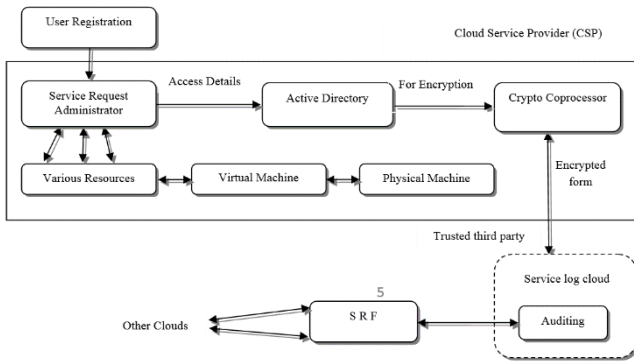 User Registration
Cloud Service Provider (CSP)
Access Details
For Encryption
Service Request
Administrator
Active Directory
Crypto Coprocessor
Various Resources
Virtual Machine
Physical Machine
Encrypted
form
Trusted third party
Service log cloud
5
S R F
Auditing
Other Clouds